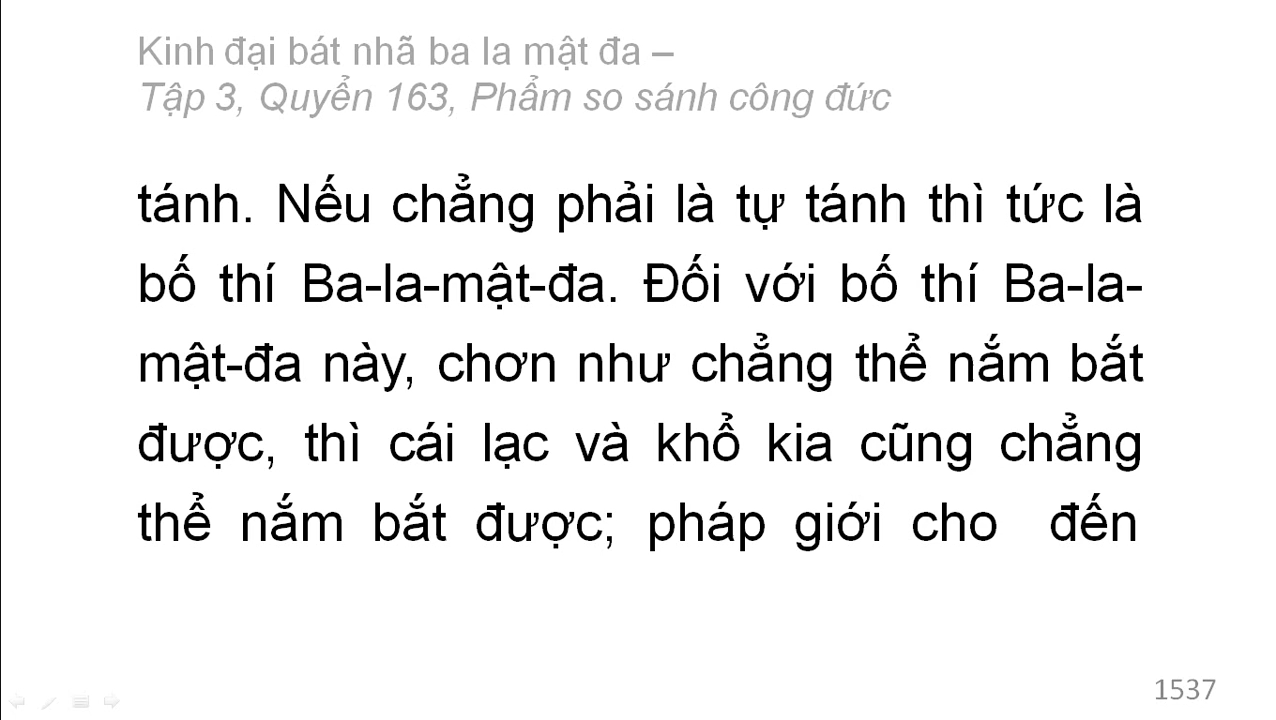 Kinh đại bát nhã ba la mật đa –
Tập 3, Quyển 163, Phẩm so sánh công đức
tánh. Nếu chẳng phải là tự tánh thì tức là
bố thí Ba-la-mật-đa. Đối với bố thí Ba-la-
mật-đa này, chơn như chẳng thể nắm bắt
được, thì cái lạc và khổ kia cũng chẳng
thể nắm bắt được; pháp giới cho đến
1537